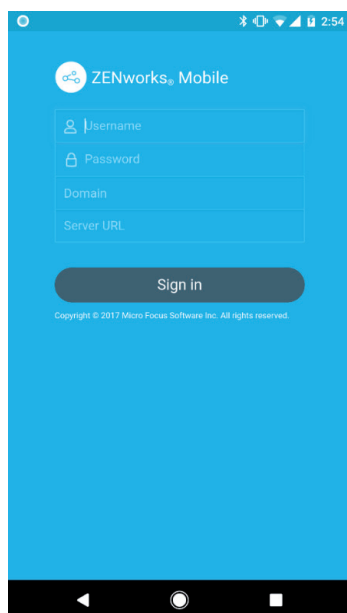 2:54
ZENworks® Mobile
Username
Password
Domain
Server URL
Sign in
Copyright © 2017 Micro Focus Software Inc. All rights reserved.